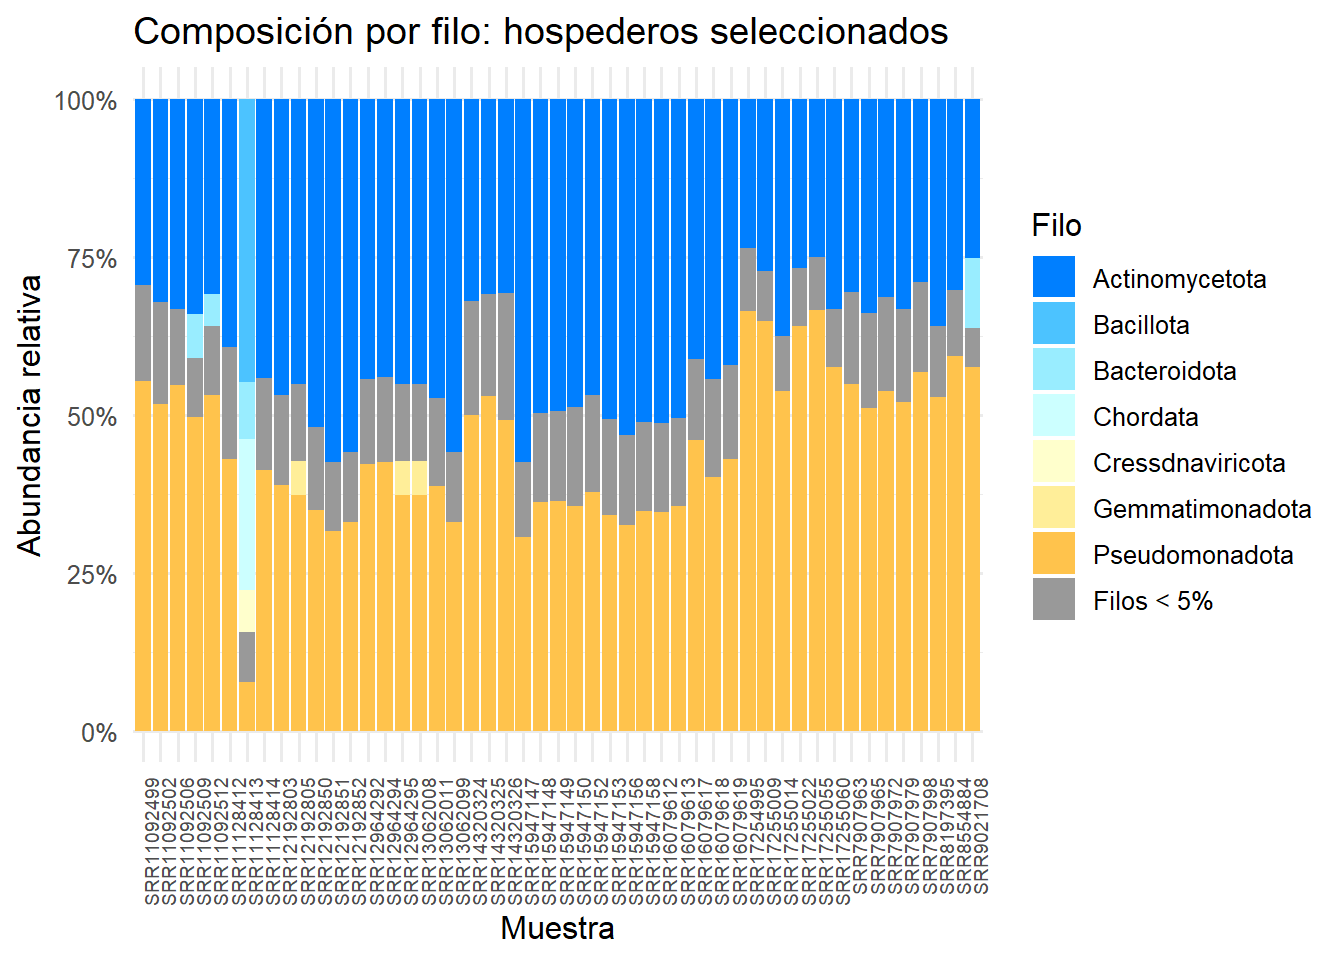 Composición por filo: hospederos seleccionados
100%
75%
50%
25%
0%
Abundancia relativa
SRR11092499
SRR11092502
SRR11092506
SRR11092509
SRR11092512
SRR11128412
SRR11128413
SRR11128414
SRR12192803
SRR12192805
SRR12192850
SRR12192851
SRR12192852
SRR12964292
SRR12964294
SRR12964295
SRR13062008
SRR13062011
SRR13062099
SRR14320324
SRR14320325
SRR14320326
SRR15947147
SRR15947148
SRR15947149
SRR15947150
SRR15947152
SRR15947153
SRR15947156
SRR15947158
SRR16079612
SRR16079613
SRR16079617
SRR16079618
SRR16079619
SRR17254995
SRR17255009
SRR17255014
SRR17255022
SRR17255055
SRR17255060
SRR7907963
SRR7907965
SRR7907972
SRR7907979
SRR7907998
SRR8197395
SRR8554884
SRR9021708
Muestra
Filo
Actinomycetota
Bacillota
Bacteroidota
Chordata
Cressdnaviricota
Gemmatimonadota
Pseudomonadota
Filos < 5%